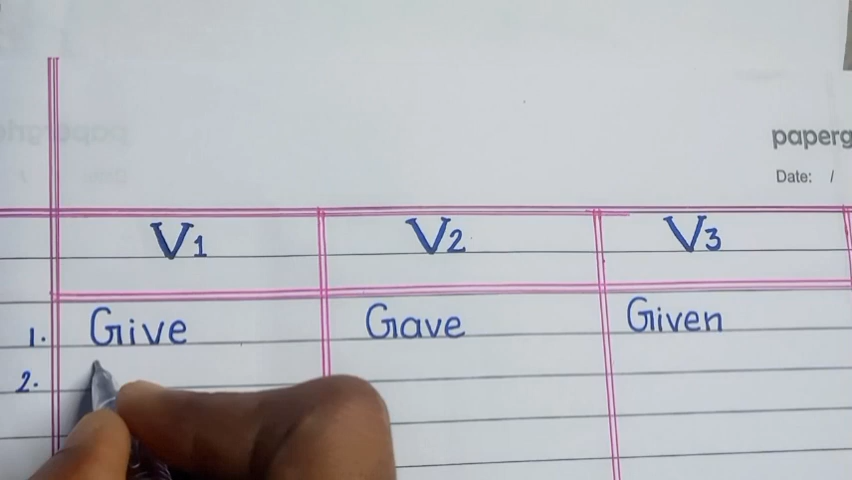 paperg
Date: /
V1 V2 V3
1. Give Gave Given
2.